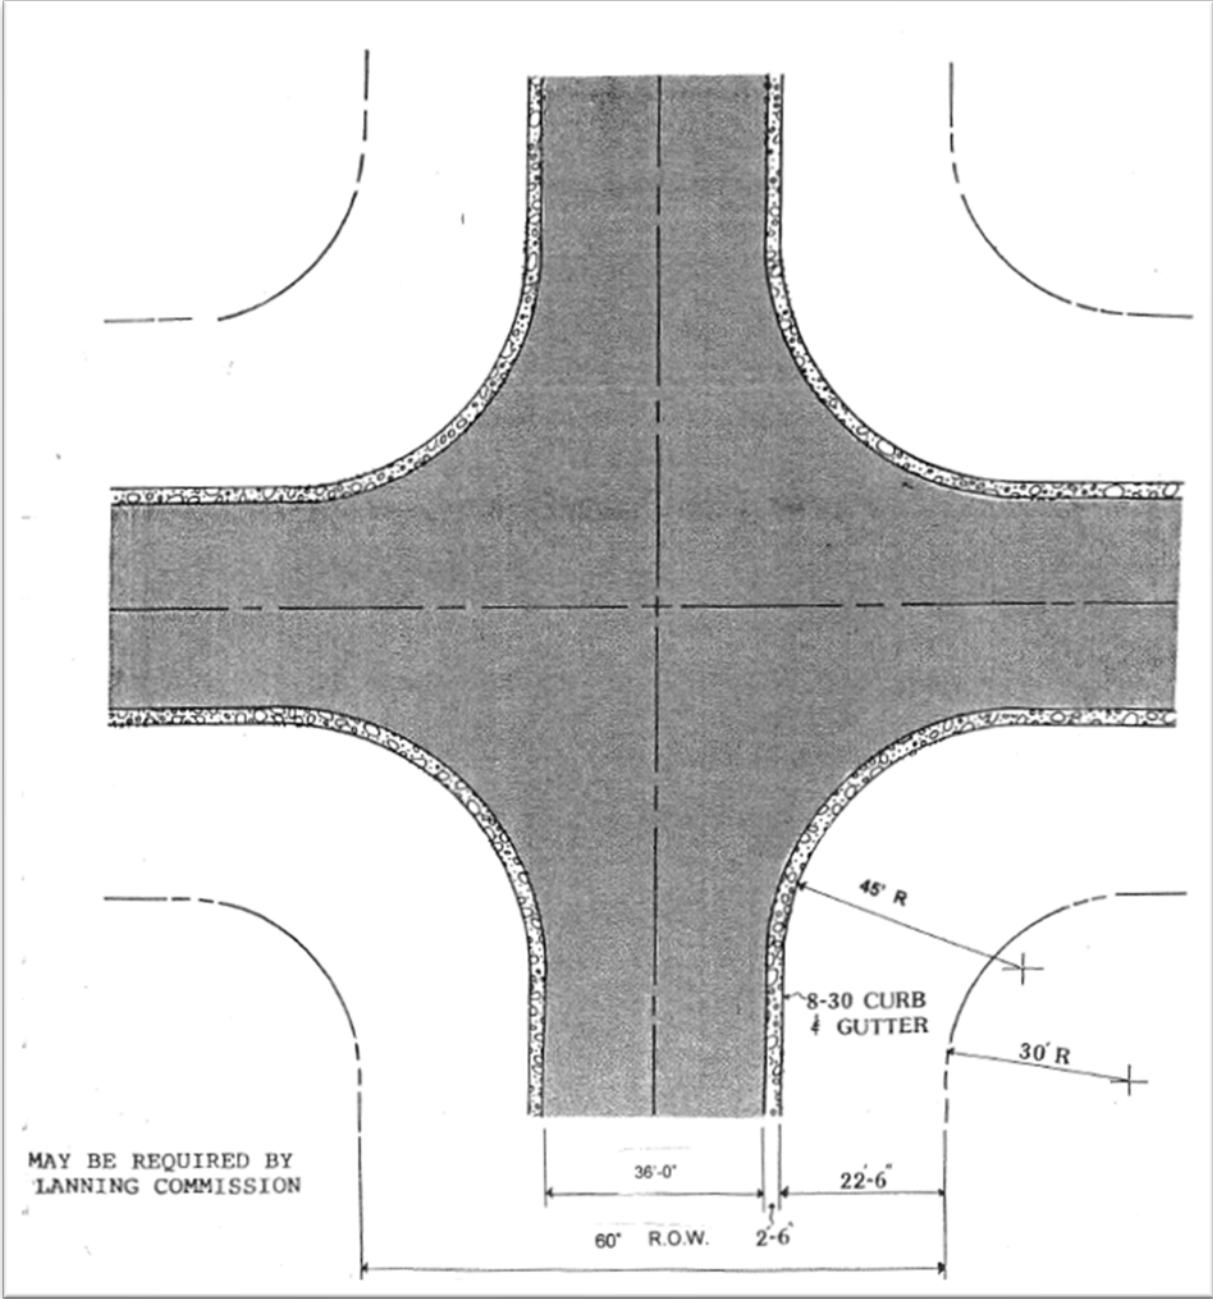 45' R
8-30 CURB
& GUTTER
30' R
MAY BE REQUIRED BY
LANNING COMMISSION
36'-0"
22'-6"
2'-6"
60" R.O.W.